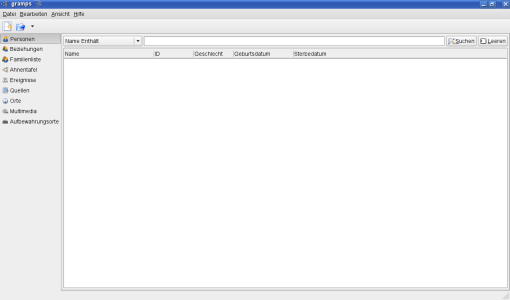 gramps
Datei Bearbeiten Ansicht Hilfe
Personen
Beziehungen
Familienliste
Ahnentafel
Ereignisse
Quellen
Orte
Multimedia
Aufbewahrungsorte
Name Enthält Suchen Leeren
Name ID Geschlecht Geburtsdatum Sterbedatum